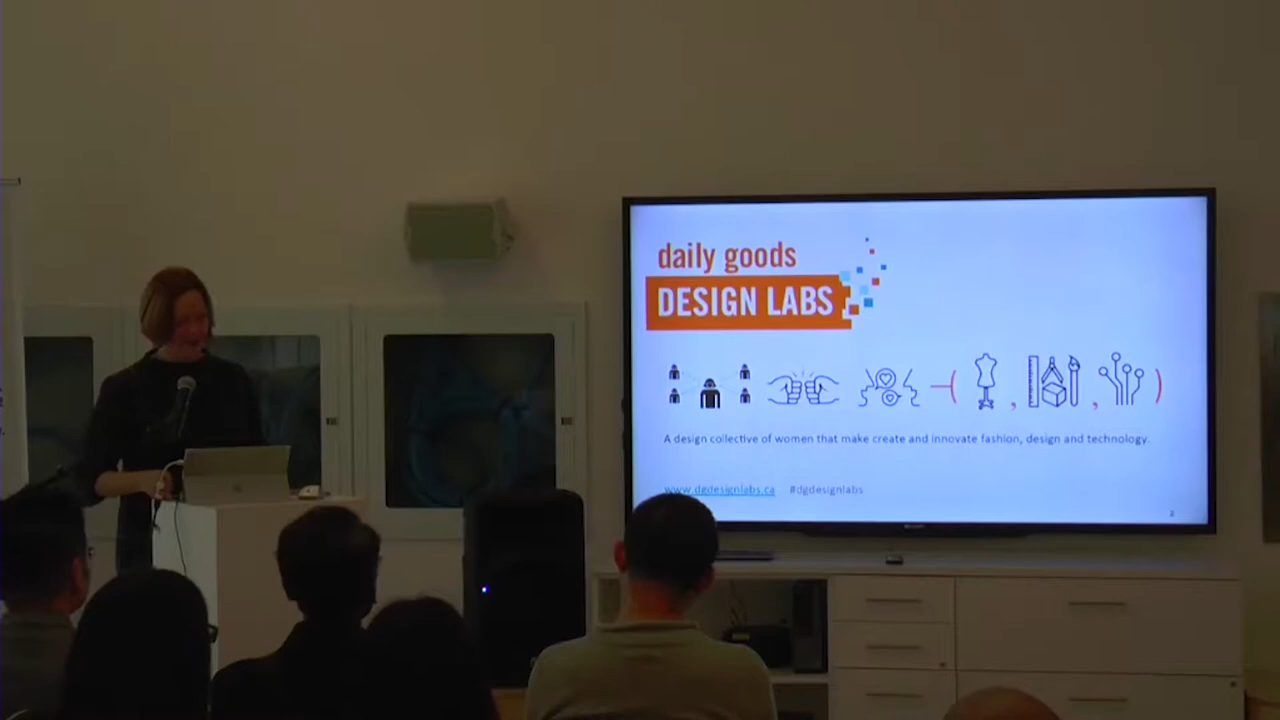 daily goods
DESIGN LABS
A design collective of women that make create and innovate fashion, design and technology.
www.dgdesignlabs.ca #dgdesignlabs
2